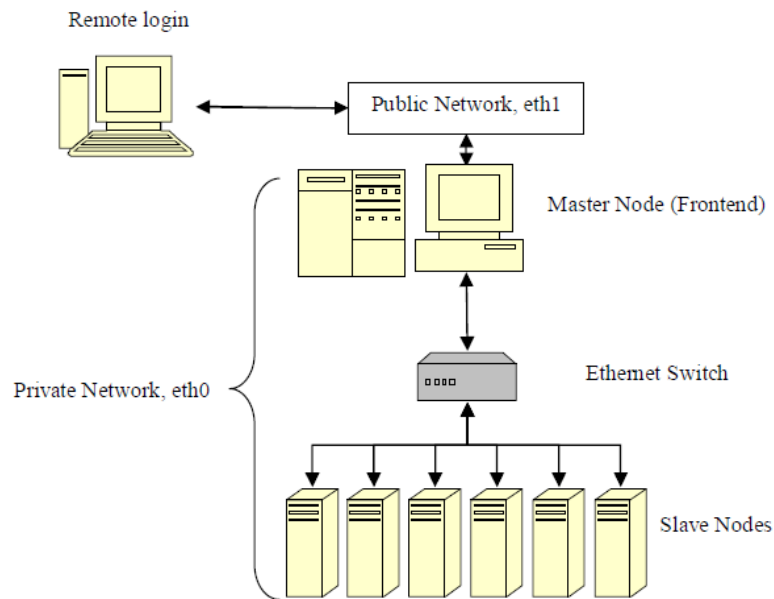 Remote login
Public Network, eth1
Master Node (Frontend)
Ethernet Switch
Private Network, eth0
Slave Nodes